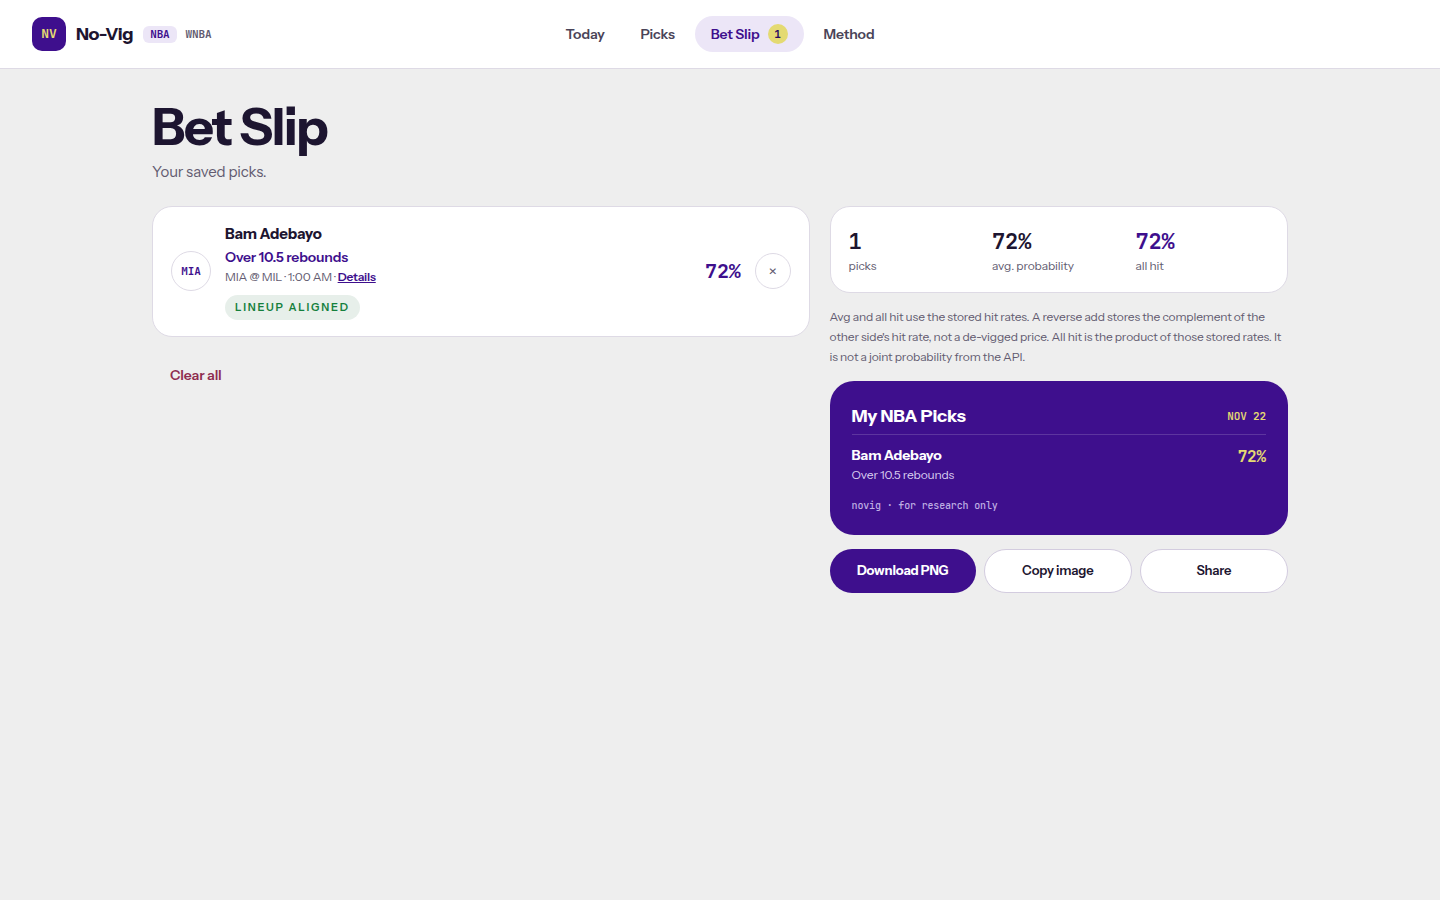 NV No-Vig NBA WNBA Today Picks Bet Slip 1 Method
Bet Slip
Your saved picks.
MIA
Bam Adebayo
Over 10.5 rebounds
MIA @ MIL · 1:00 AM · Details
LINEUP ALIGNED
72% ×
Clear all
1 72% 72%
picks avg. probability all hit
Avg and all hit use the stored hit rates. A reverse add stores the complement of the
other side's hit rate, not a de-vigged price. All hit is the product of those stored rates. It
is not a joint probability from the API.
My NBA Picks NOV 22
Bam Adebayo 72%
Over 10.5 rebounds
novig · for research only
Download PNG Copy image Share